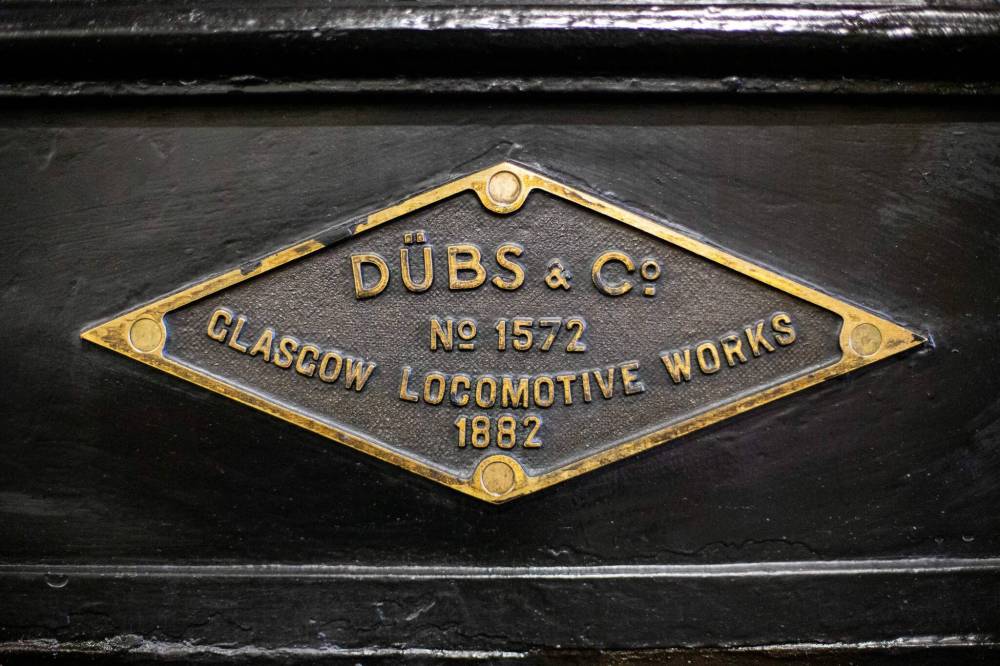 DÜBS & Cº
Nº 1572
GLASGOW LOCOMOTIVE WORKS
1882